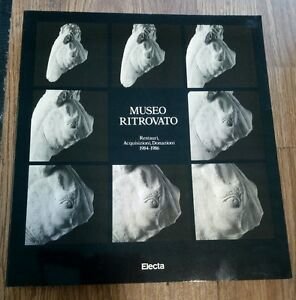 MUSEO
RITROVATO
Restauri,
Acquisizioni, Donazioni
1984-1986
Electa